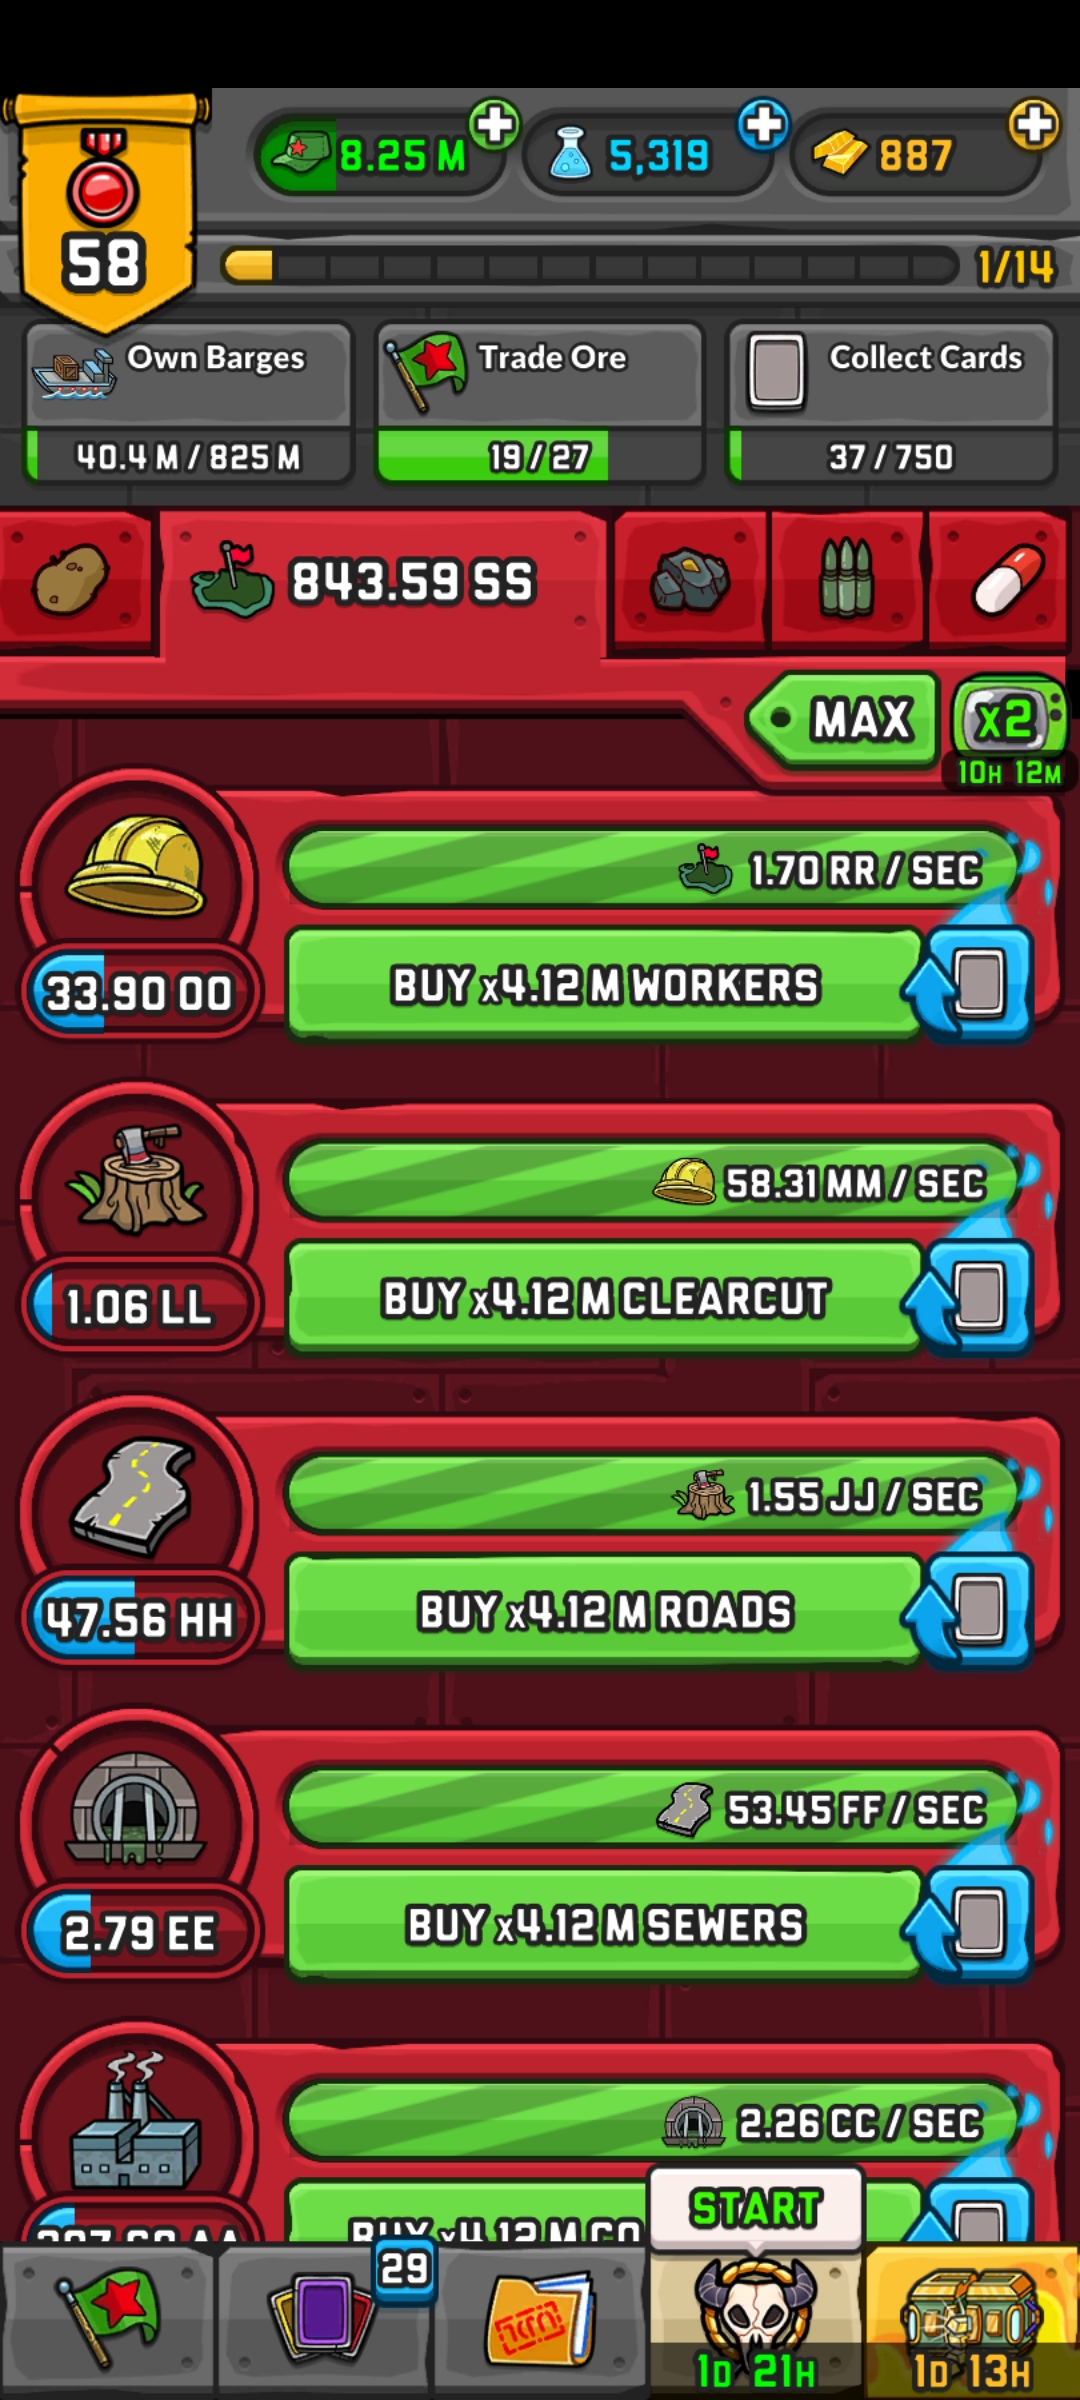 8.25 M
5,319
887
58
1/14
Own Barges
Trade Ore
Collect Cards
40.4 M / 825 M
19 / 27
37 / 750
843.59 SS
MAX
x2
10H 12M
1.70 RR / SEC
33.90 OO
BUY x4.12 M WORKERS
58.31 MM / SEC
1.06 LL
BUY x4.12 M CLEARCUT
1.55 JJ / SEC
47.56 HH
BUY x4.12 M ROADS
53.45 FF / SEC
2.79 EE
BUY x4.12 M SEWERS
2.26 CC / SEC
BUY x4.12 M CO
START
29
1D 21H
1D 13H